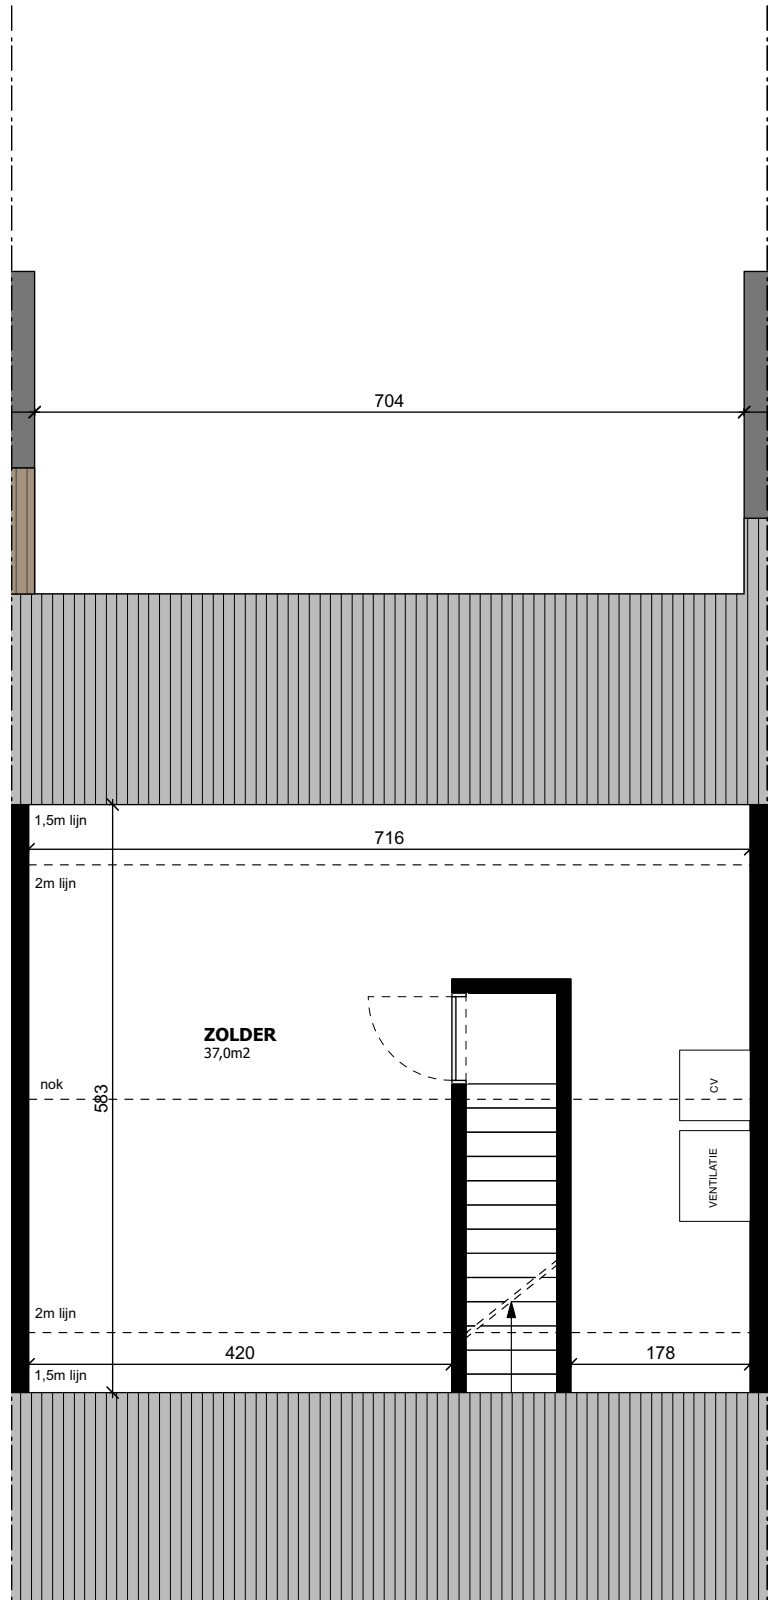 704
1,5m lijn
716
2m lijn
ZOLDER
37,0m2
nok
583
CV
VENTILATIE
2m lijn
420
178
1,5m lijn